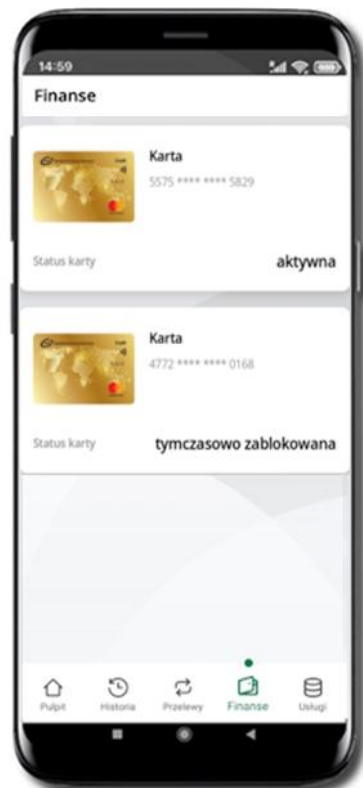 14:59
Finanse
Karta
5575 **** **** 5829
Status karty
aktywna
Karta
4772 **** **** 0168
Status karty
tymczasowo zablokowana
Pulpit
Historia
Przelewy
Finanse
Usługi